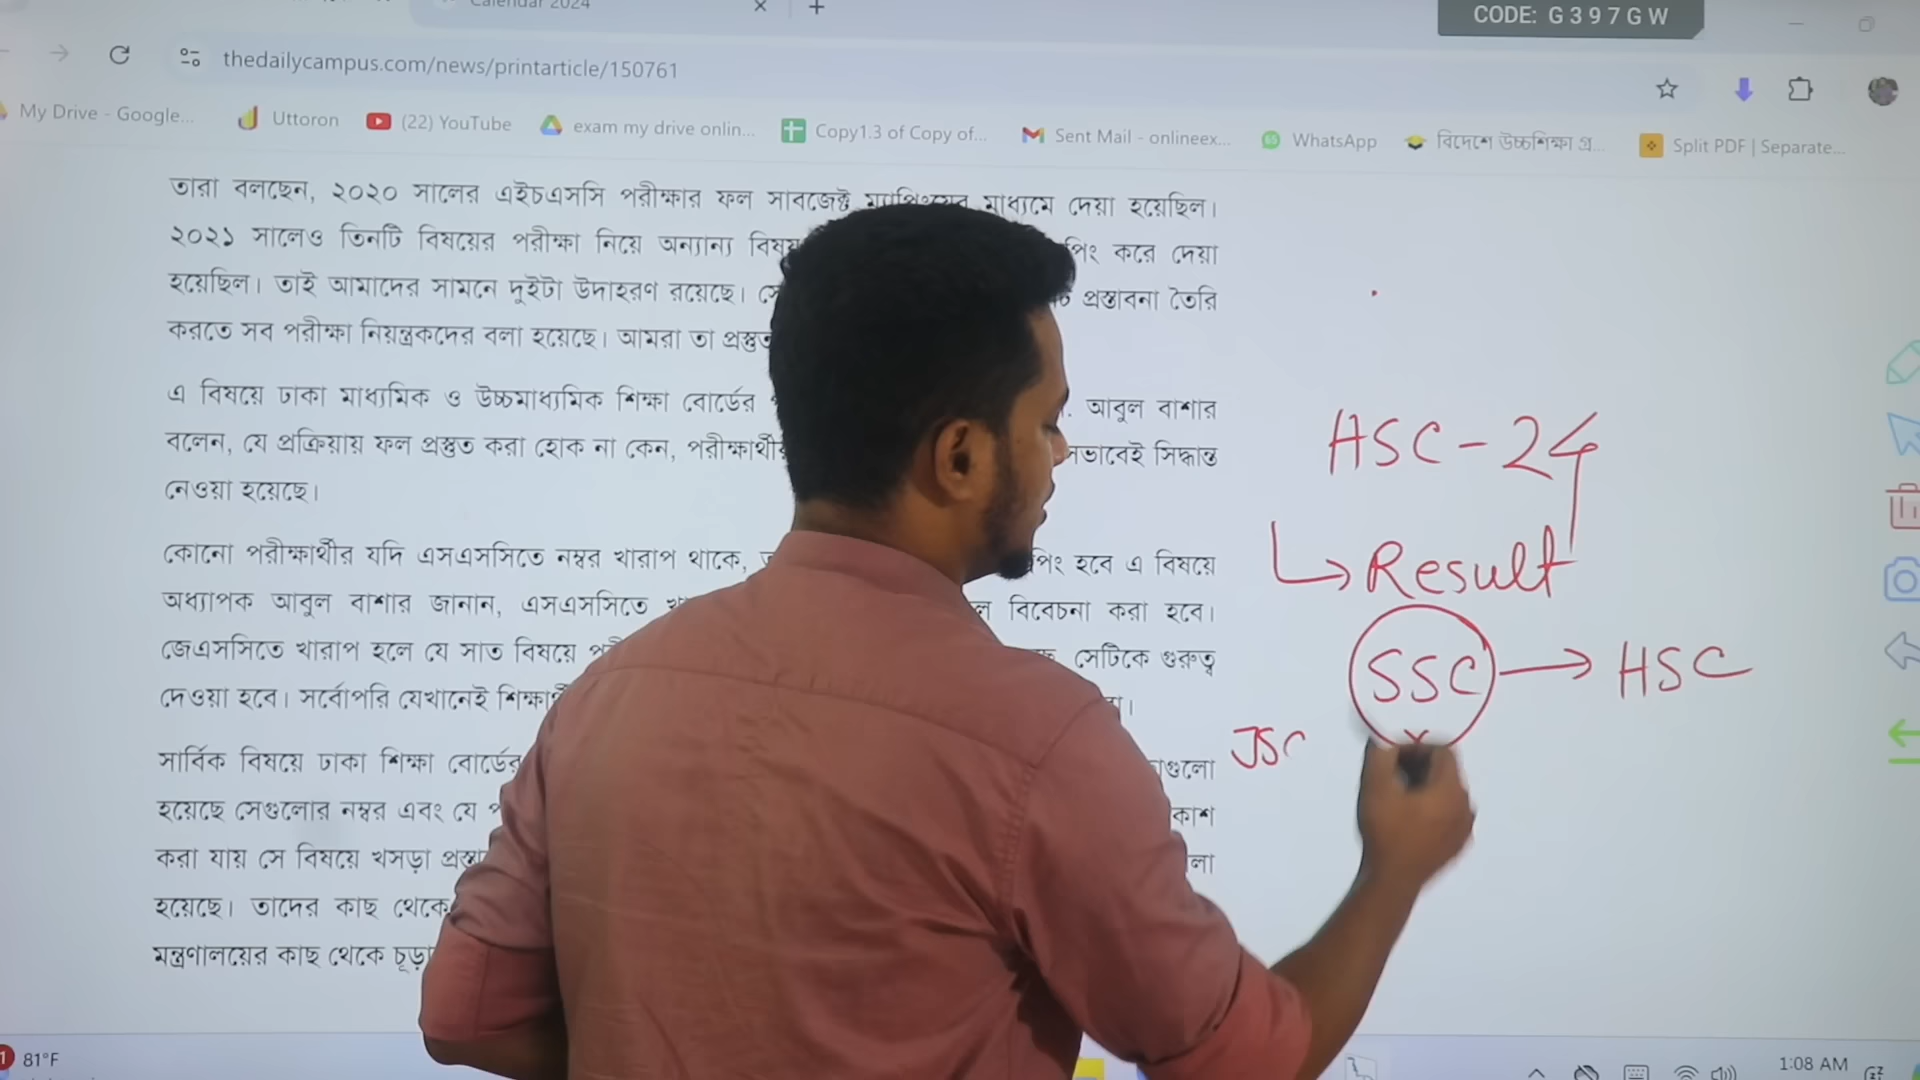 Calendar 2024
CODE: G397GW
thedailycampus.com/news/printarticle/150761
My Drive - Google... Uttoron (22) YouTube exam my drive onlin... Copy1.3 of Copy of... Sent Mail - onlineex... WhatsApp বিদেশে উচ্চশিক্ষা প্র... Split PDF | Separate...
তারা বলছেন, ২০২০ সালের এইচএসসি পরীক্ষার ফল সাবজেক্ট ম্যাপিংয়ের মাধ্যমে দেয়া হয়েছিল।
২০২১ সালেও তিনটি বিষয়ের পরীক্ষা নিয়ে অন্যান্য করে দেয়া
হয়েছিল। তাই আমাদের সামনে দুইটা উদাহরণ রয়েছে। প্রস্তাবনা তৈরি
করতে সব পরীক্ষা নিয়ন্ত্রকদের বলা হয়েছে। আমরা তা
এ বিষয়ে ঢাকা মাধ্যমিক ও উচ্চমাধ্যমিক শিক্ষা বোর্ডের আবুল বাশার
বলেন, যে প্রক্রিয়ায় ফল প্রস্তুত করা হোক না কেন, সিদ্ধান্ত
নেওয়া হয়েছে।
কোনো পরীক্ষার্থীর যদি এসএসসিতে নম্বর খারাপ থাকে, হবে এ বিষয়ে
অধ্যাপক আবুল বাশার জানান, এসএসসিতে বিবেচনা করা হবে।
জেএসসিতে খারাপ হলে যে সাত বিষয়ে সেটিকে গুরুত্ব
দেওয়া হবে। সর্বোপরি যেখানেই
সার্বিক বিষয়ে ঢাকা শিক্ষা বোর্ডের
হয়েছে সেগুলোর নম্বর এবং যে
করা যায় সে বিষয়ে খসড়া
হয়েছে। তাদের কাছ থেকে
মন্ত্রণালয়ের কাছ থেকে
HSC-24
Result
SSC → HSC
JSC
81°F
1:08 AM